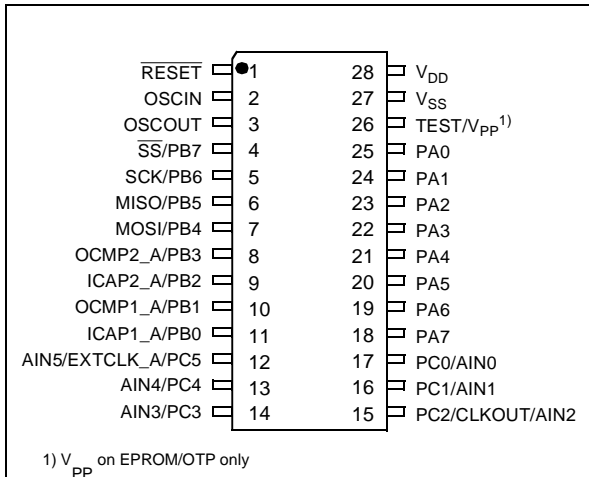 RESET 1 28 VDD
OSCIN 2 27 VSS
OSCOUT 3 26 TEST/VPP1)
SS/PB7 4 25 PA0
SCK/PB6 5 24 PA1
MISO/PB5 6 23 PA2
MOSI/PB4 7 22 PA3
OCMP2_A/PB3 8 21 PA4
ICAP2_A/PB2 9 20 PA5
OCMP1_A/PB1 10 19 PA6
ICAP1_A/PB0 11 18 PA7
AIN5/EXTCLK_A/PC5 12 17 PC0/AIN0
AIN4/PC4 13 16 PC1/AIN1
AIN3/PC3 14 15 PC2/CLKOUT/AIN2
1) VPP on EPROM/OTP only